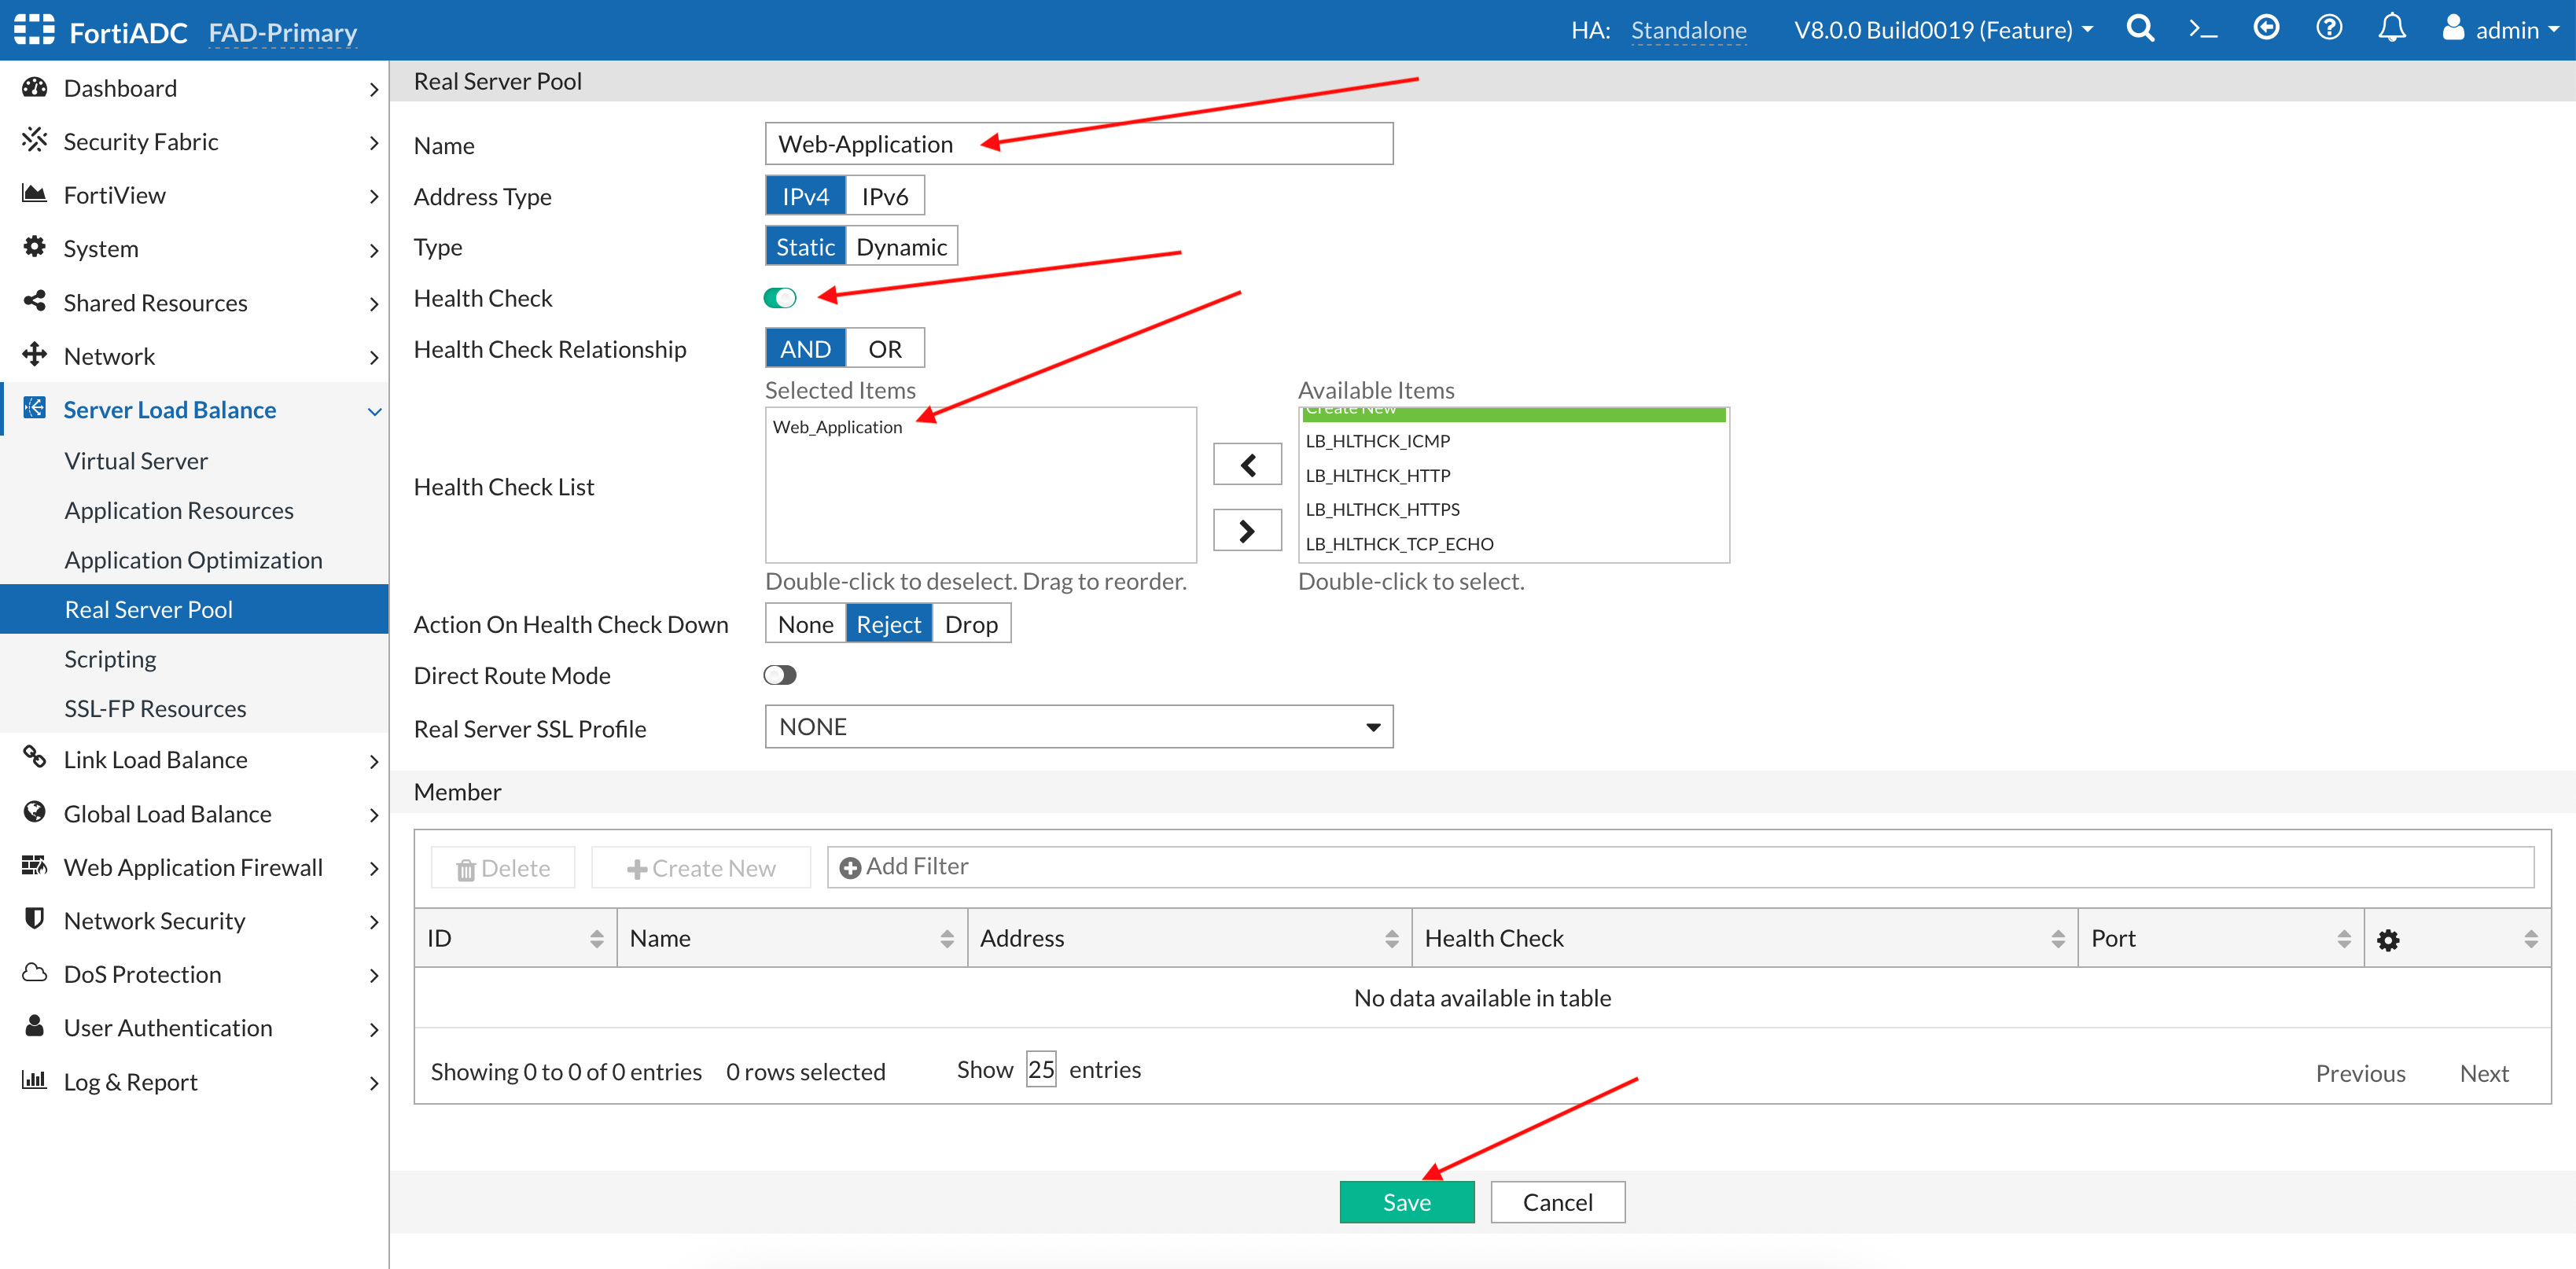 FortiADC FAD-Primary HA: Standalone V8.0.0 Build0019 (Feature) admin
Dashboard
Security Fabric
FortiView
System
Shared Resources
Network
Server Load Balance
Virtual Server
Application Resources
Application Optimization
Real Server Pool
Scripting
SSL-FP Resources
Link Load Balance
Global Load Balance
Web Application Firewall
Network Security
DoS Protection
User Authentication
Log & Report
Real Server Pool
Name Web-Application
Address Type IPv4 IPv6
Type Static Dynamic
Health Check
Health Check Relationship AND OR
Selected Items Available Items
Web_Application
Create New
LB_HLTHCK_ICMP
LB_HLTHCK_HTTP
Health Check List
LB_HLTHCK_HTTPS
LB_HLTHCK_TCP_ECHO
Double-click to deselect. Drag to reorder. Double-click to select.
Action On Health Check Down None Reject Drop
Direct Route Mode
Real Server SSL Profile NONE
Member
Delete Create New Add Filter
ID Name Address Health Check Port
No data available in table
Showing 0 to 0 of 0 entries 0 rows selected Show 25 entries Previous Next
Save Cancel